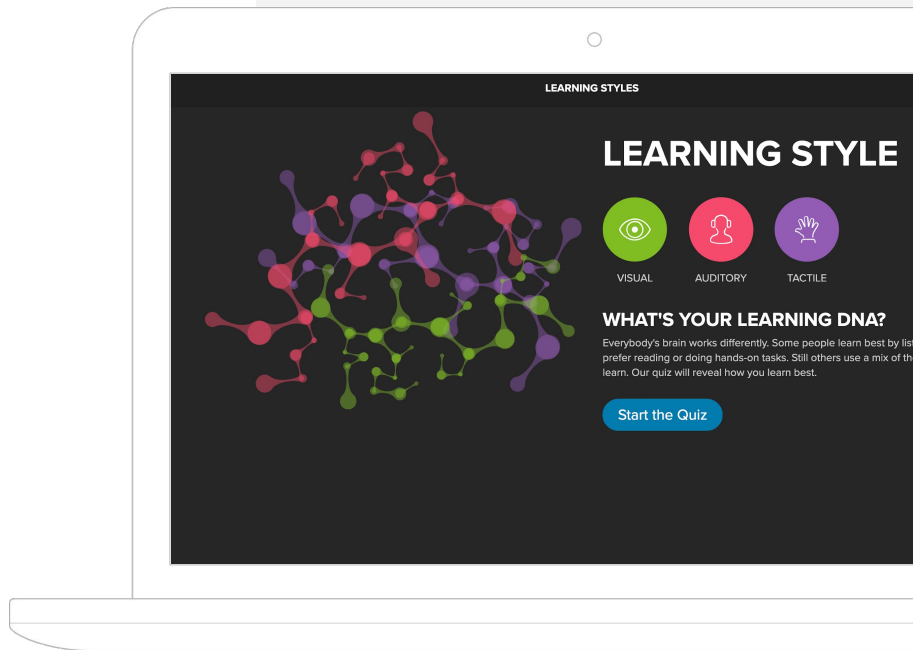 LEARNING STYLES
LEARNING STYLE
VISUAL AUDITORY TACTILE
WHAT'S YOUR LEARNING DNA?
Everybody's brain works differently. Some people learn best by
prefer reading or doing hands-on tasks. Still others use a mix of
learn. Our quiz will reveal how you learn best.
Start the Quiz